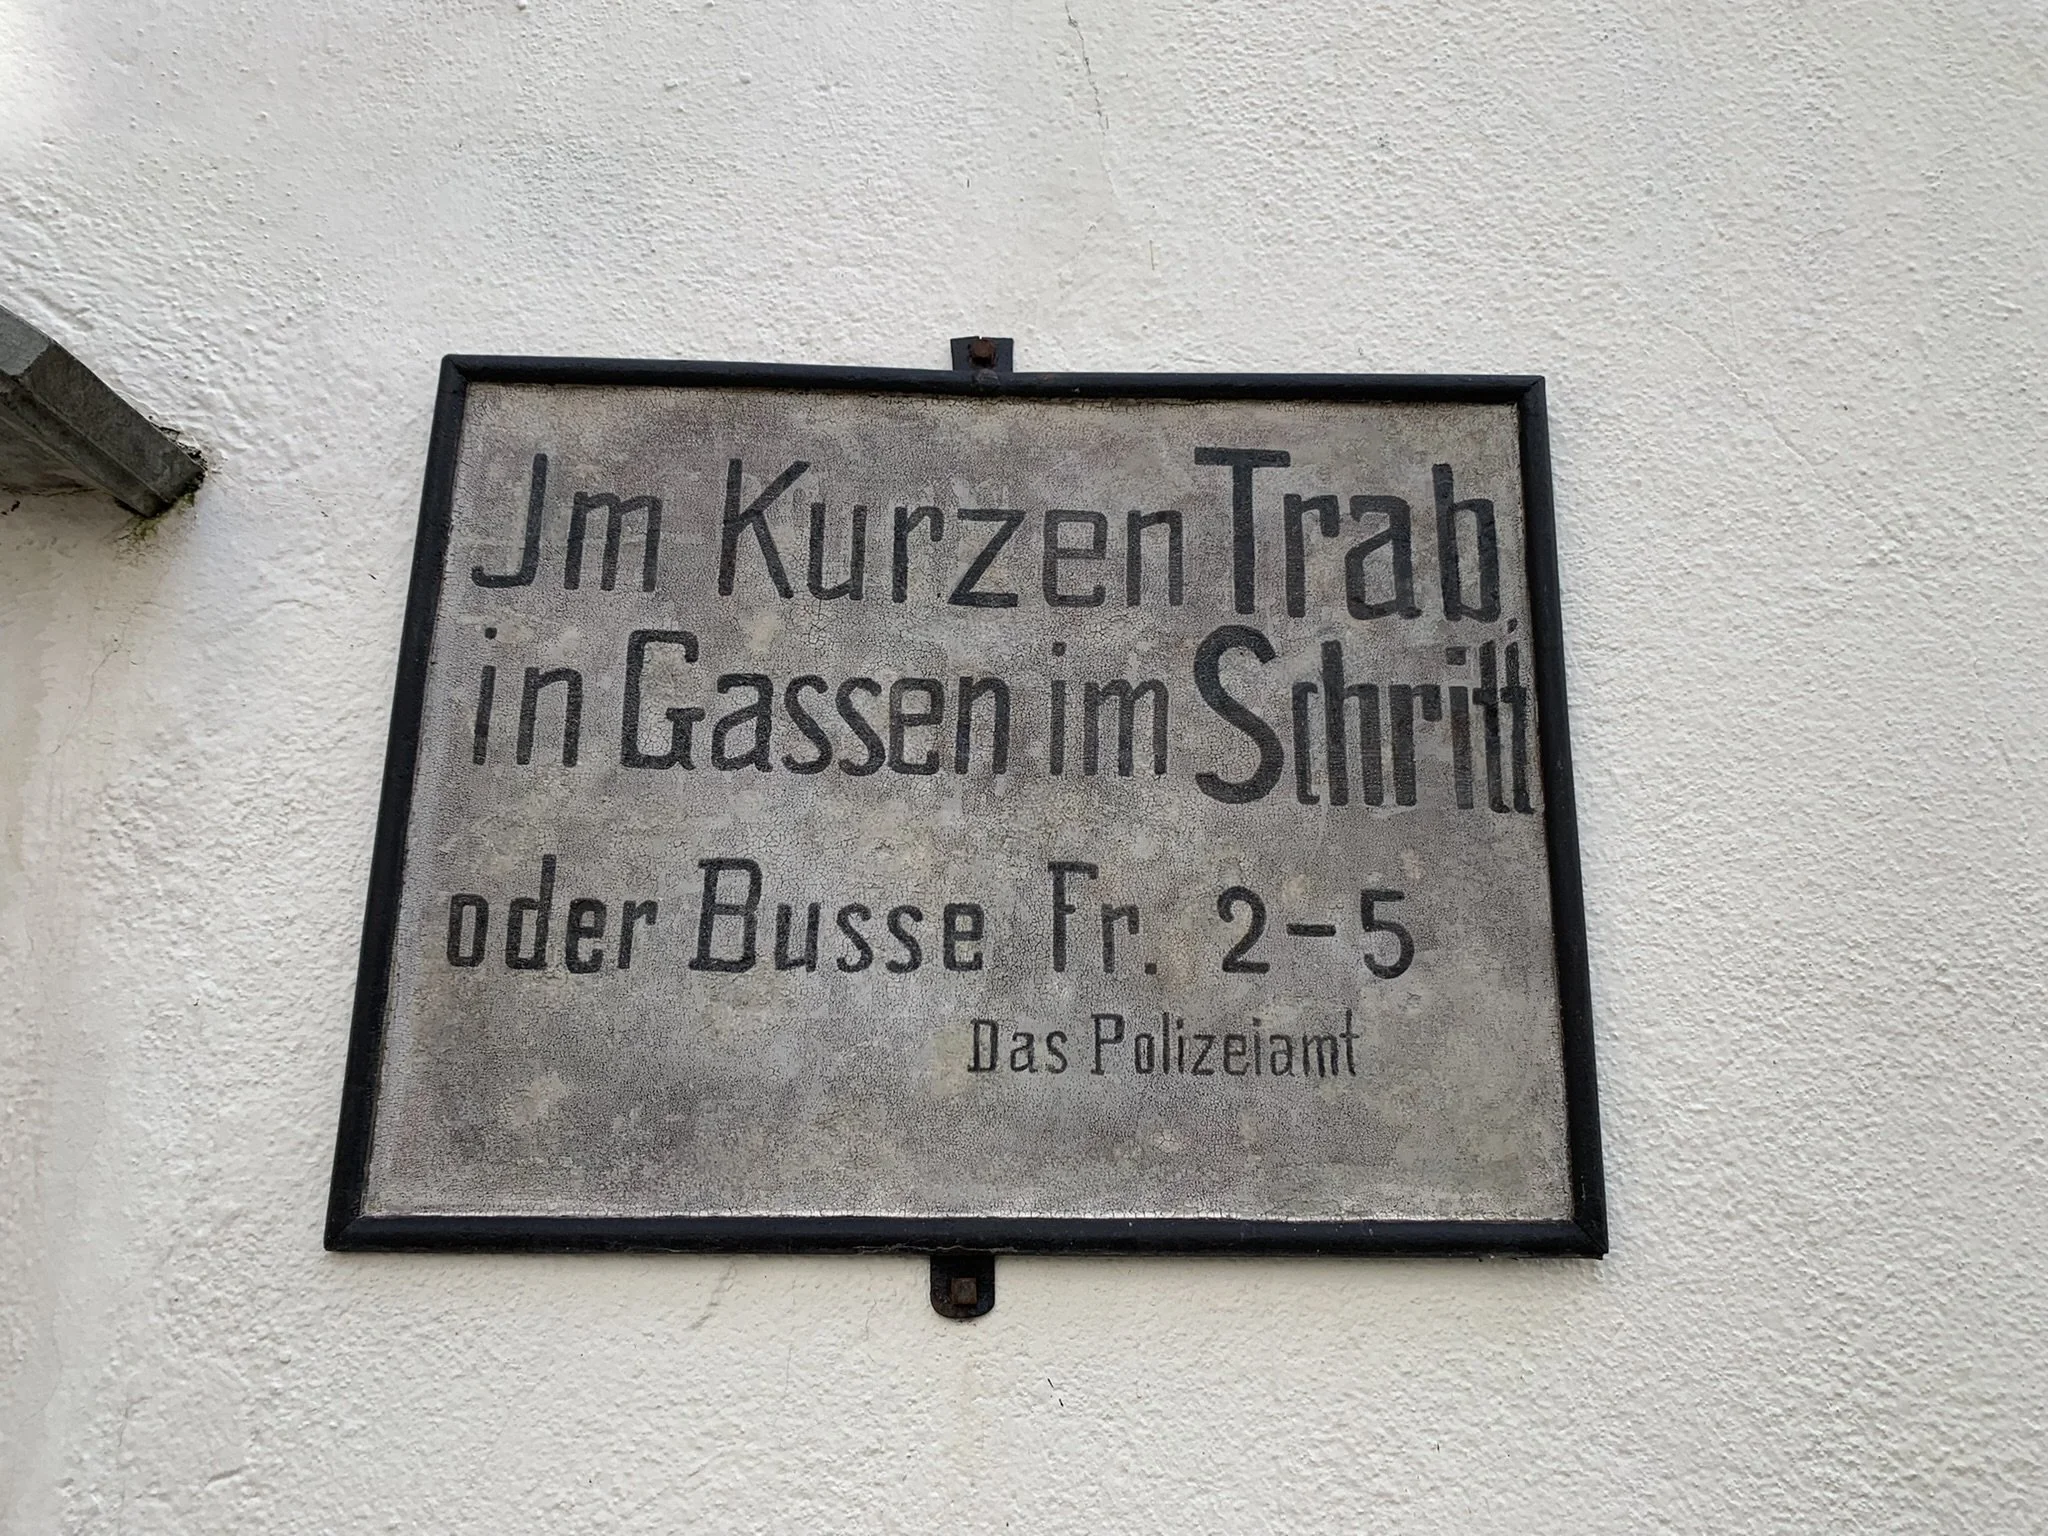 Jm Kurzen Trab,
in Gassen im Schritt
oder Busse Fr. 2-5
Das Polizeiamt